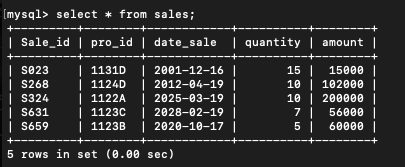 mysql> select * from sales;
+---------+--------+------------+----------+--------+
| Sale_id | pro_id | date_sale | quantity | amount |
+---------+--------+------------+----------+--------+
| S023 | 1131D | 2001-12-16 | 15 | 15000 |
| S268 | 1124D | 2012-04-19 | 10 | 102000 |
| S324 | 1122A | 2025-03-19 | 10 | 200000 |
| S631 | 1123C | 2028-02-19 | 7 | 56000 |
| S659 | 1123B | 2020-10-17 | 5 | 60000 |
+---------+--------+------------+----------+--------+
5 rows in set (0.00 sec)